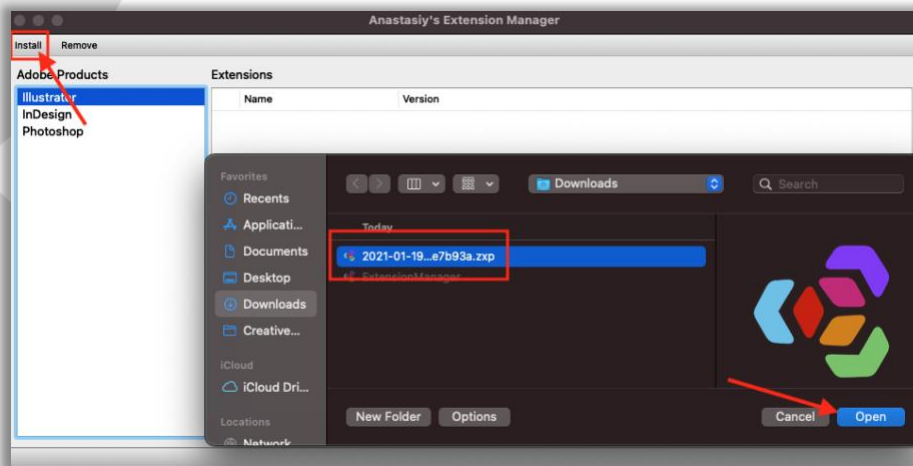 Anastasiy's Extension Manager
Install Remove
Adobe Products Extensions
Illustrator Name Version
InDesign
Photoshop
Favorites
Recents
Applicati...
Documents
Desktop
Downloads
Creative...
iCloud
iCloud Dri...
Locations
Network
Downloads Search
Today
2021-01-19...e7b93a.zxp
ExtensionManager
New Folder Options Cancel Open